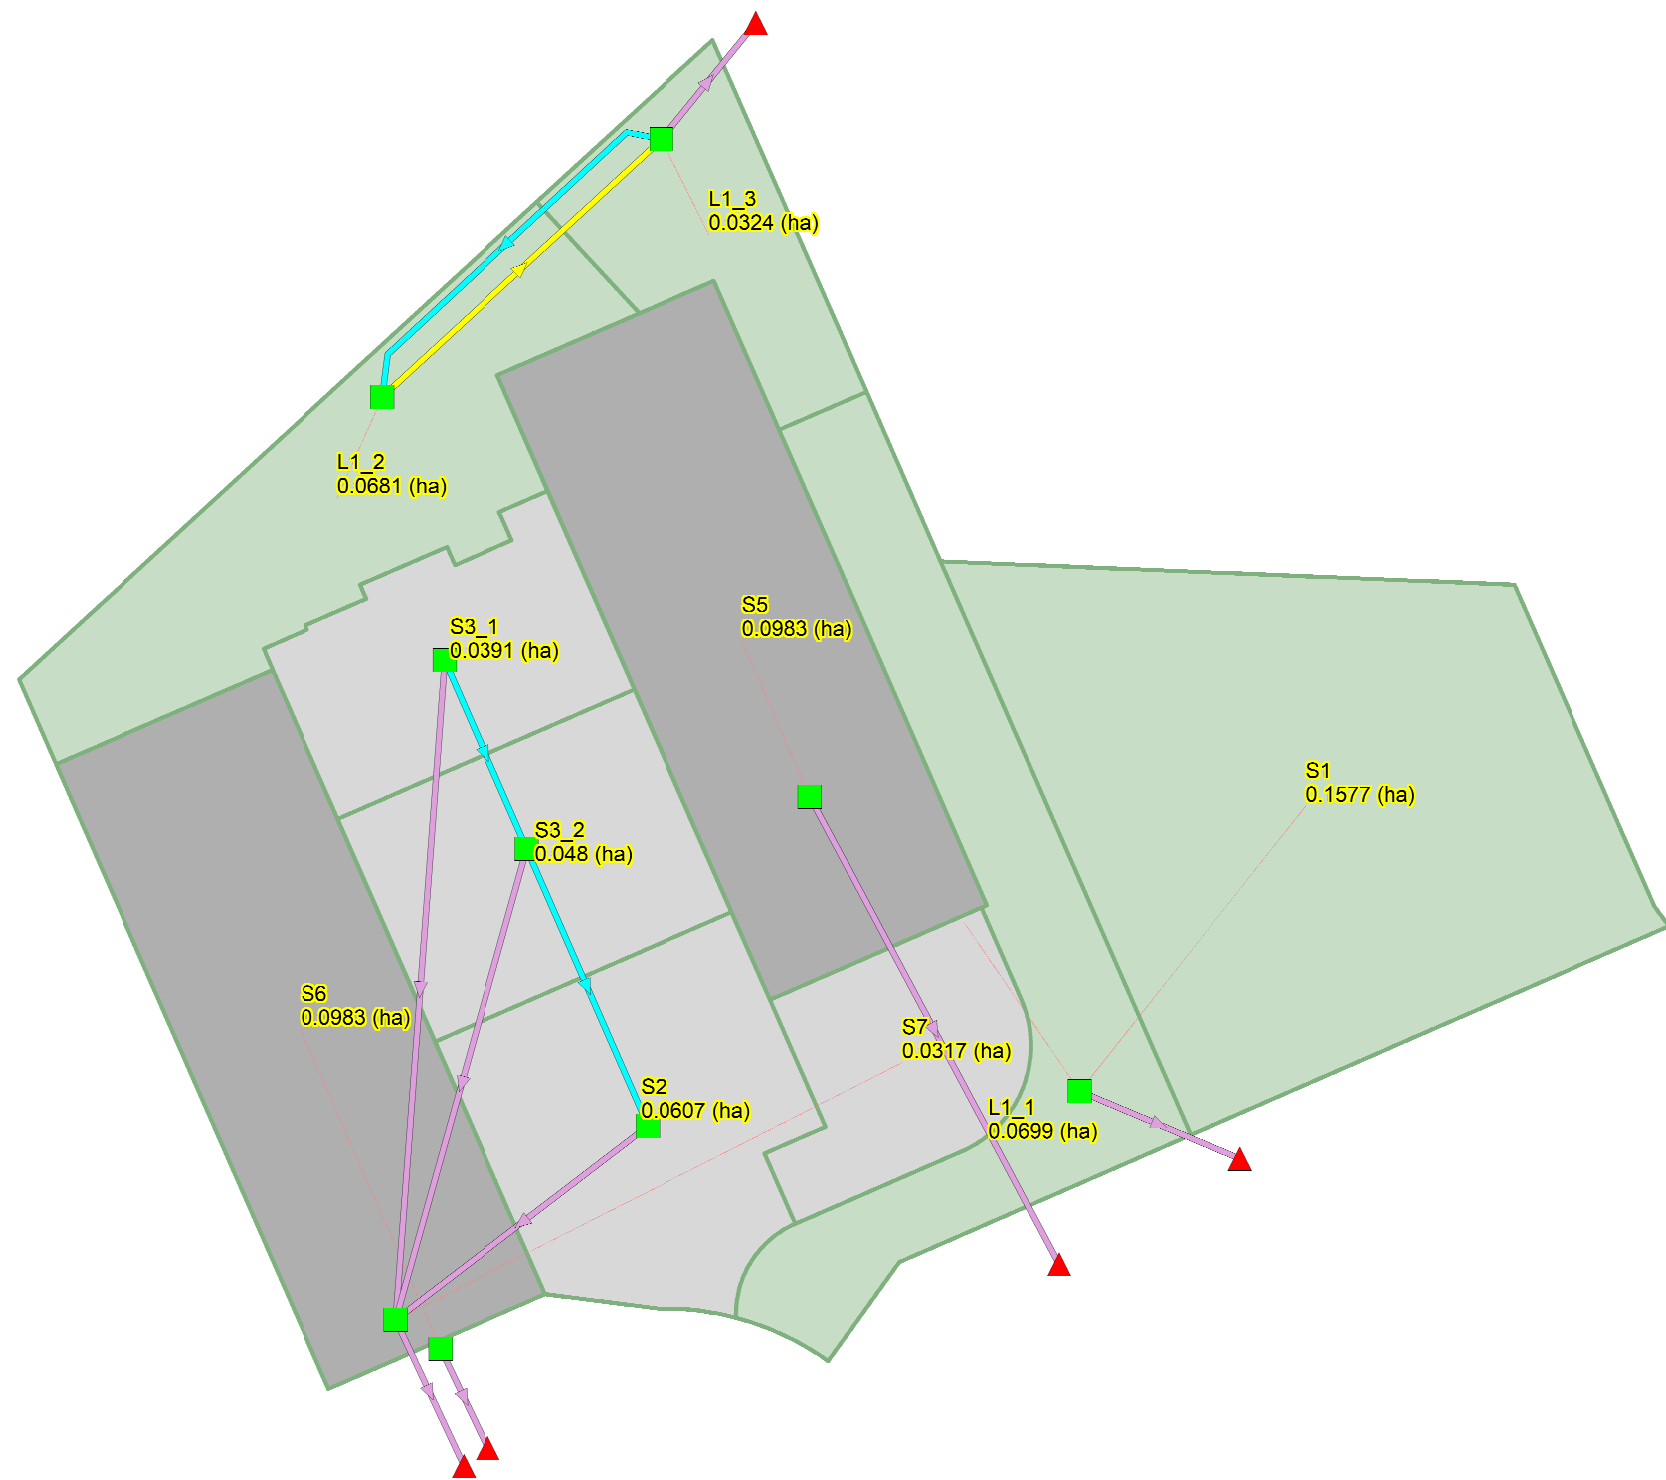 L1_3
0.0324 (ha)
L1_2
0.0681 (ha)
S5
0.0983 (ha)
S3_1
0.0391 (ha)
S1
0.1577 (ha)
S3_2
0.048 (ha)
S6
0.0983 (ha)
S7
0.0317 (ha)
S2
0.0607 (ha)
L1_1
0.0699 (ha)